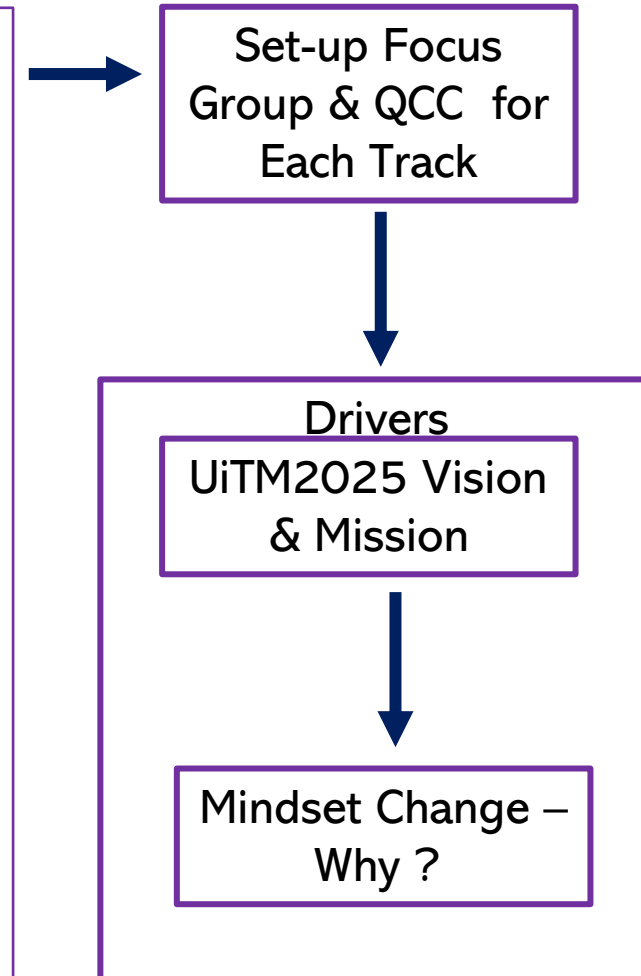 Set-up Focus
Group & QCC for
Each Track
Drivers
UiTM2025 Vision
& Mission
Mindset Change –
Why ?